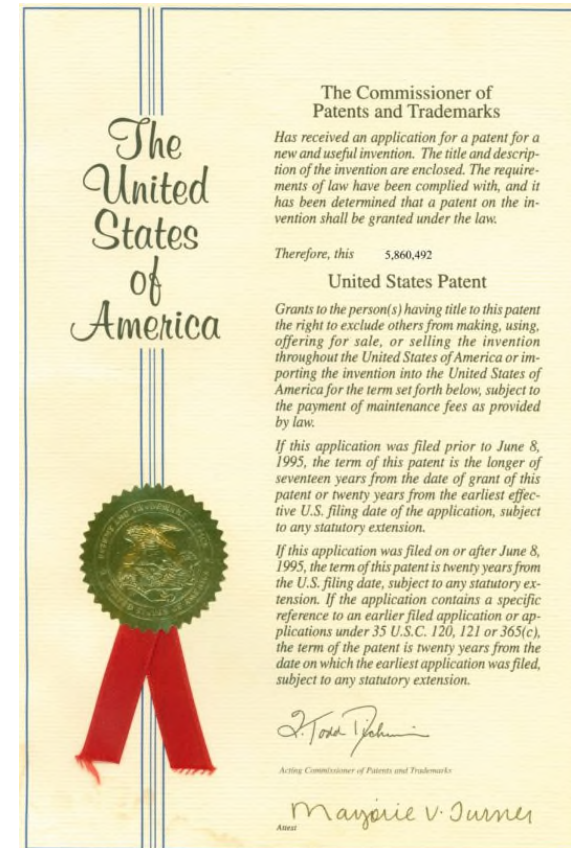 The
United
States
of
America
The Commissioner of
Patents and Trademarks
Has received an application for a patent for a
new and useful invention. The title and descrip-
tion of the invention are enclosed. The require-
ments of law have been complied with, and it
has been determined that a patent on the in-
vention shall be granted under the law.
Therefore, this 5,860,492
United States Patent
Grants to the person(s) having title to this patent
the right to exclude others from making, using,
offering for sale, or selling the invention
throughout the United States of America or im-
porting the invention into the United States of
America for the term set forth below, subject to
the payment of maintenance fees as provided
by law.
If this application was filed prior to June 8,
1995, the term of this patent is the longer of
seventeen years from the date of grant of this
patent or twenty years from the earliest effec-
tive U.S. filing date of the application, subject
to any statutory extension.
If this application was filed on or after June 8,
1995, the term of this patent is twenty years from
the U.S. filing date, subject to any statutory ex-
tension. If the application contains a specific
reference to an earlier filed application or ap-
plications under 35 U.S.C. 120, 121 or 365(c),
the term of the patent is twenty years from the
date on which the earliest application was filed,
subject to any statutory extension.
Q. Todd
Acting Commissioner of Patents and Trademarks
Marjorie V. Turner
Attest